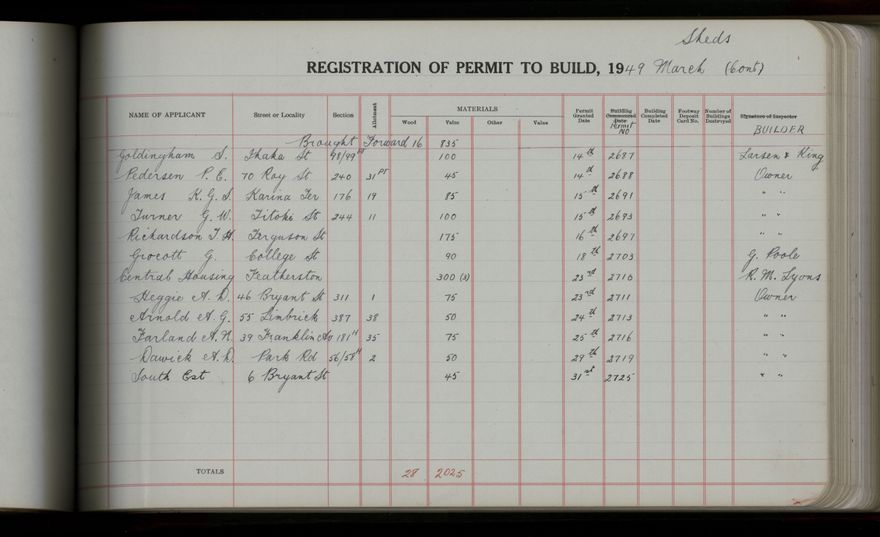 Sheds
REGISTRATION OF PERMIT TO BUILD, 1949 March (Cont)
NAME OF APPLICANT Street or Locality Section Allotment MATERIALS Wood Value Other Value Permit Granted Date Building Commenced Date Permit No Building Completed Date Footway Deposit Card No. Number of Buildings Destroyed Signature of Inspector BUILDER
Brought Forward 16 835
Goldingham S. Ihaka St 98/99 100 14th 2687 Larsen & King
Pedersen P. E. 70 Roy St 240 31 PT 45 14th 2688 Owner
James K. G. S. Karina Ter 176 19 85 15th 2691 " "
Turner G. W. Titoki St 244 11 100 15th 2693 " "
Richardson T. H. Ferguson St 175 16th 2697 " "
Grocott G. College St 90 18th 2703 G. Poole
Central Housing Featherston 300 (3) 23rd 2710 R. M. Lyons
Heggie A. D. 46 Bryant St 311 1 75 23rd 2711 Owner
Arnold A. G. 55 Limbrick 387 38 50 24th 2713 " "
Farland A. N. 39 Franklin Av 181H 35 75 25th 2716 " "
Dawick A. D. Park Rd 56/58H 2 50 29th 2719 " "
South Est 6 Bryant St 45 31st 2725 " "
TOTALS 28 2025